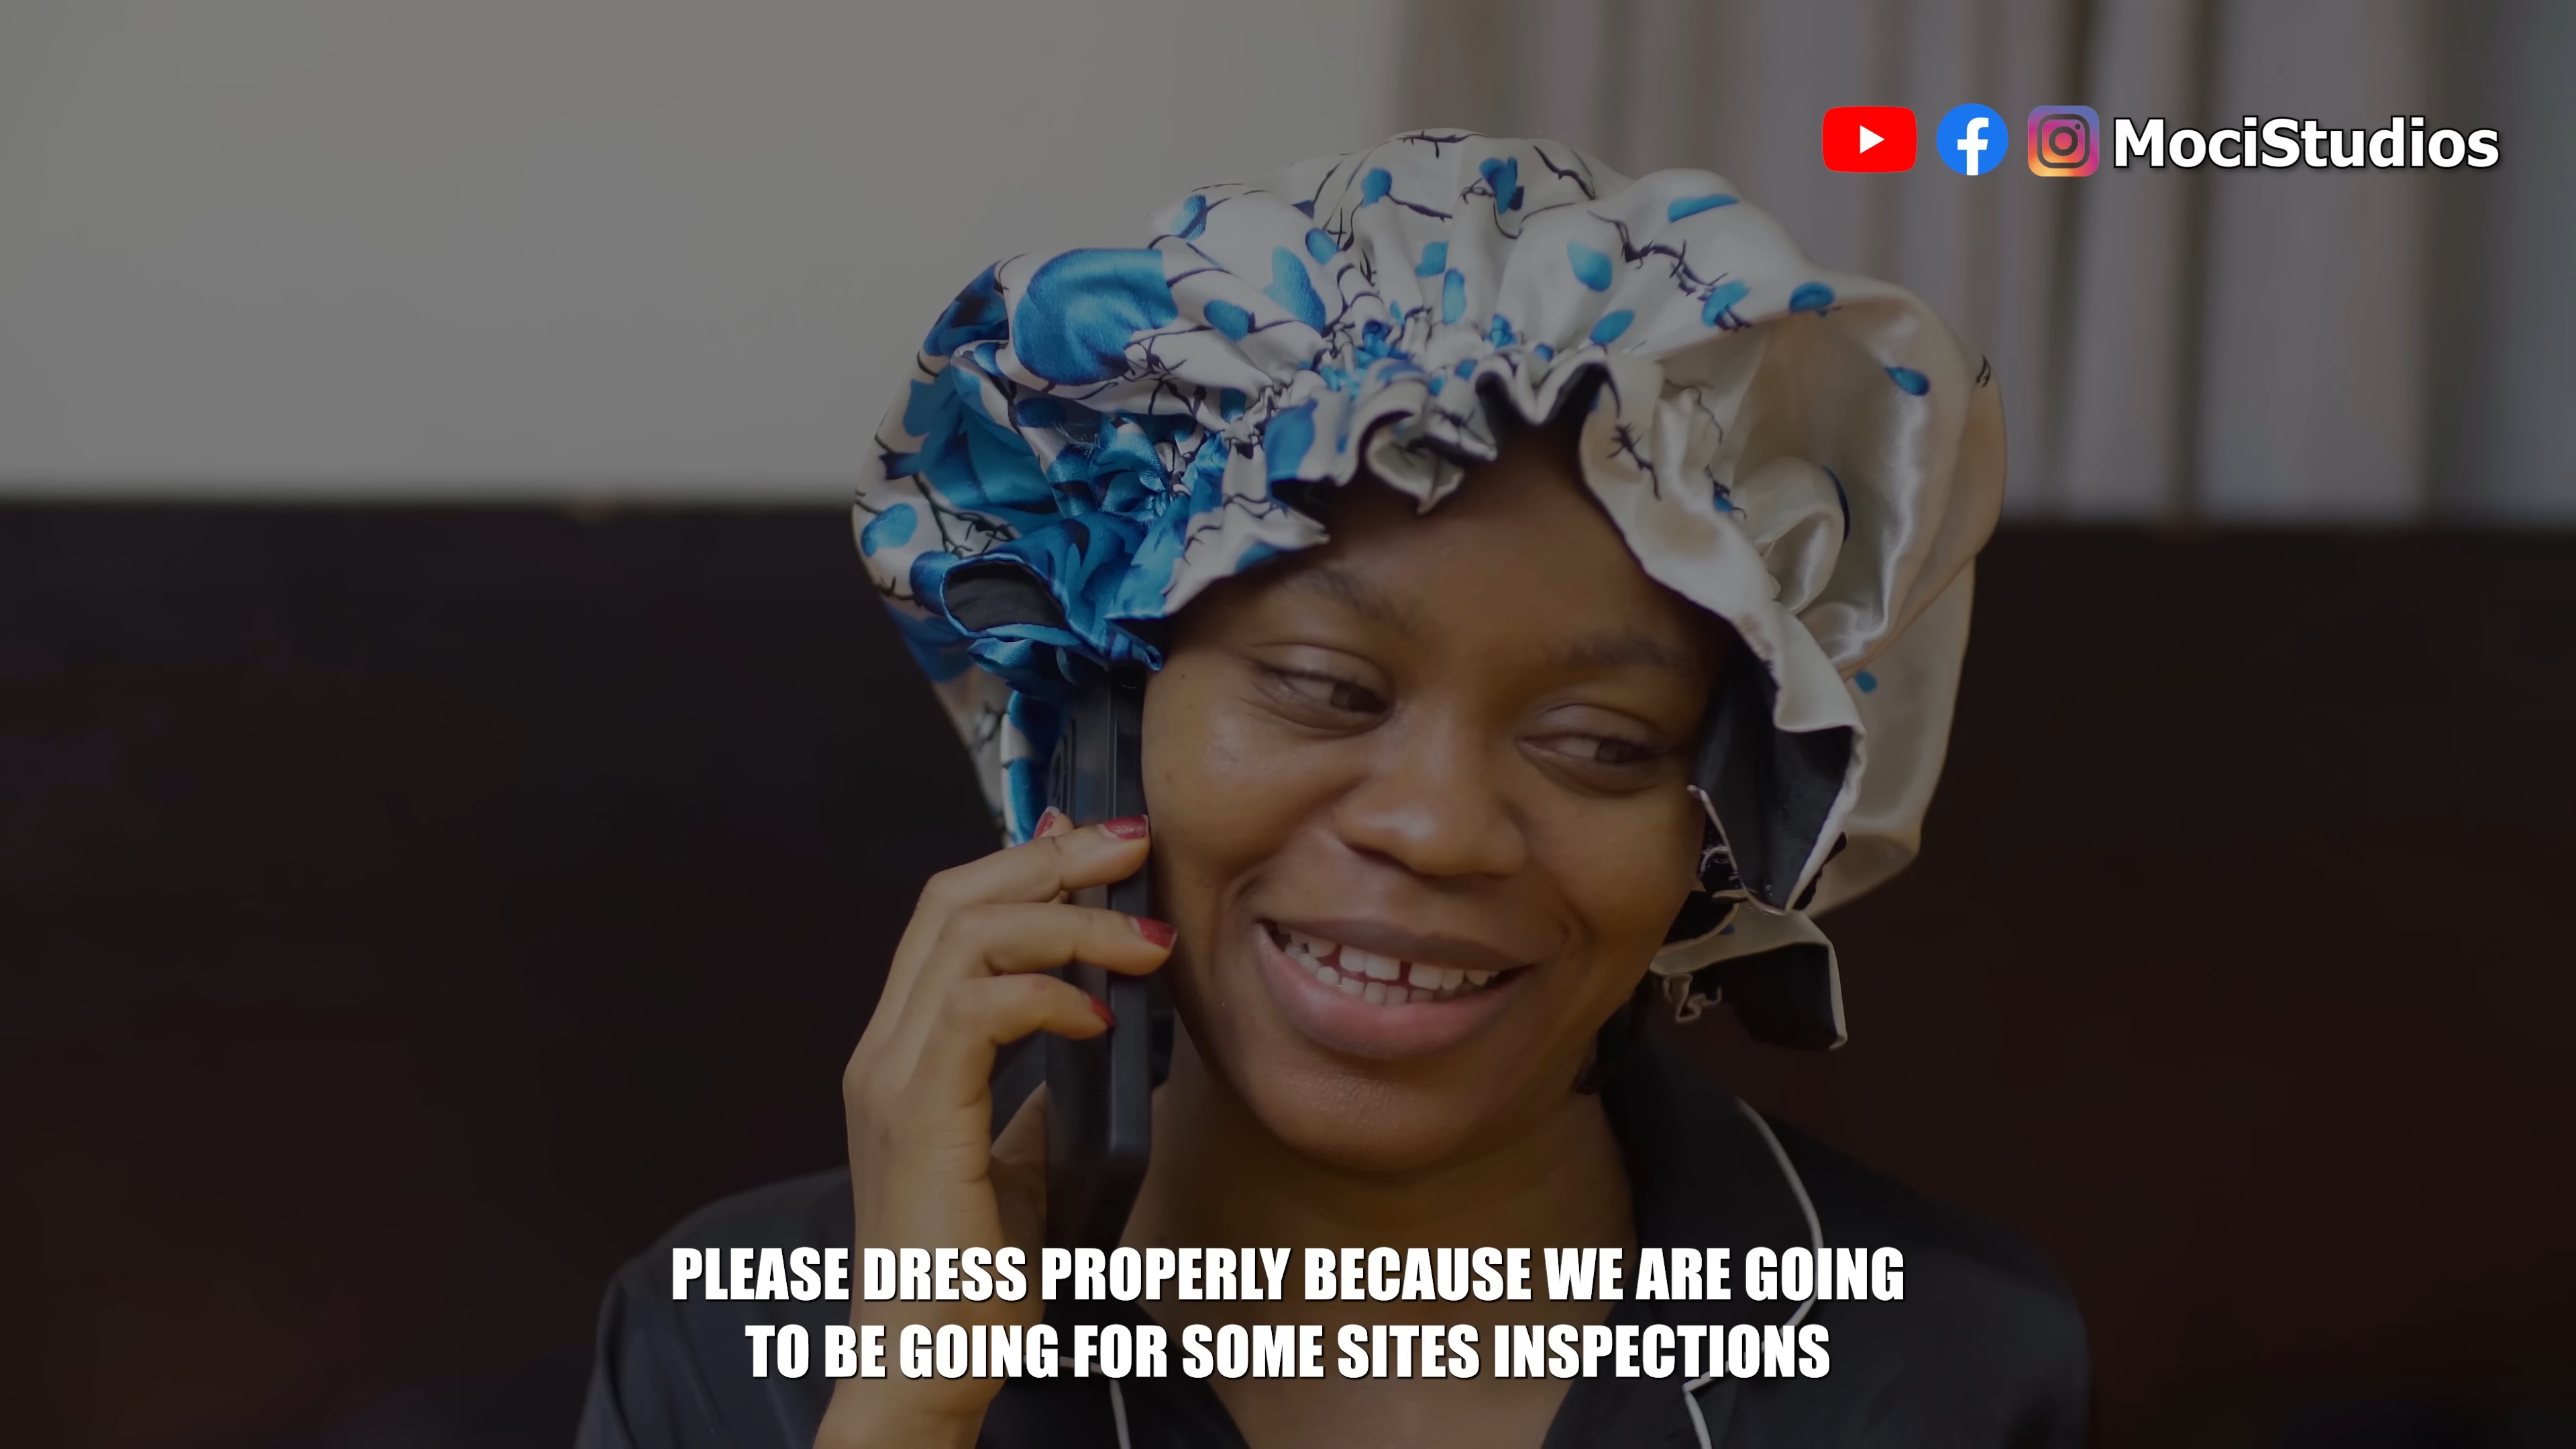 MociStudios
PLEASE DRESS PROPERLY BECAUSE WE ARE GOING
TO BE GOING FOR SOME SITES INSPECTIONS